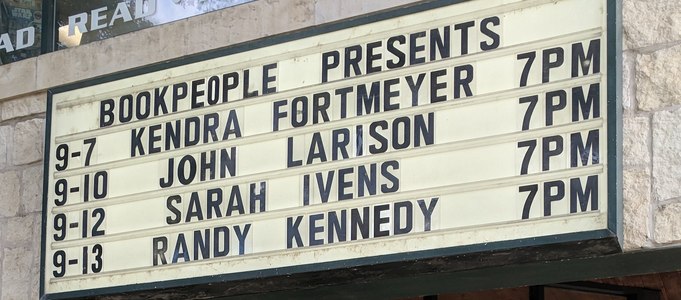 READ READ
BOOKPEOPLE PRESENTS
9-7 KENDRA FORTMEYER 7PM
9-10 JOHN LARISON 7PM
9-12 SARAH IVENS 7PM
9-13 RANDY KENNEDY 7PM